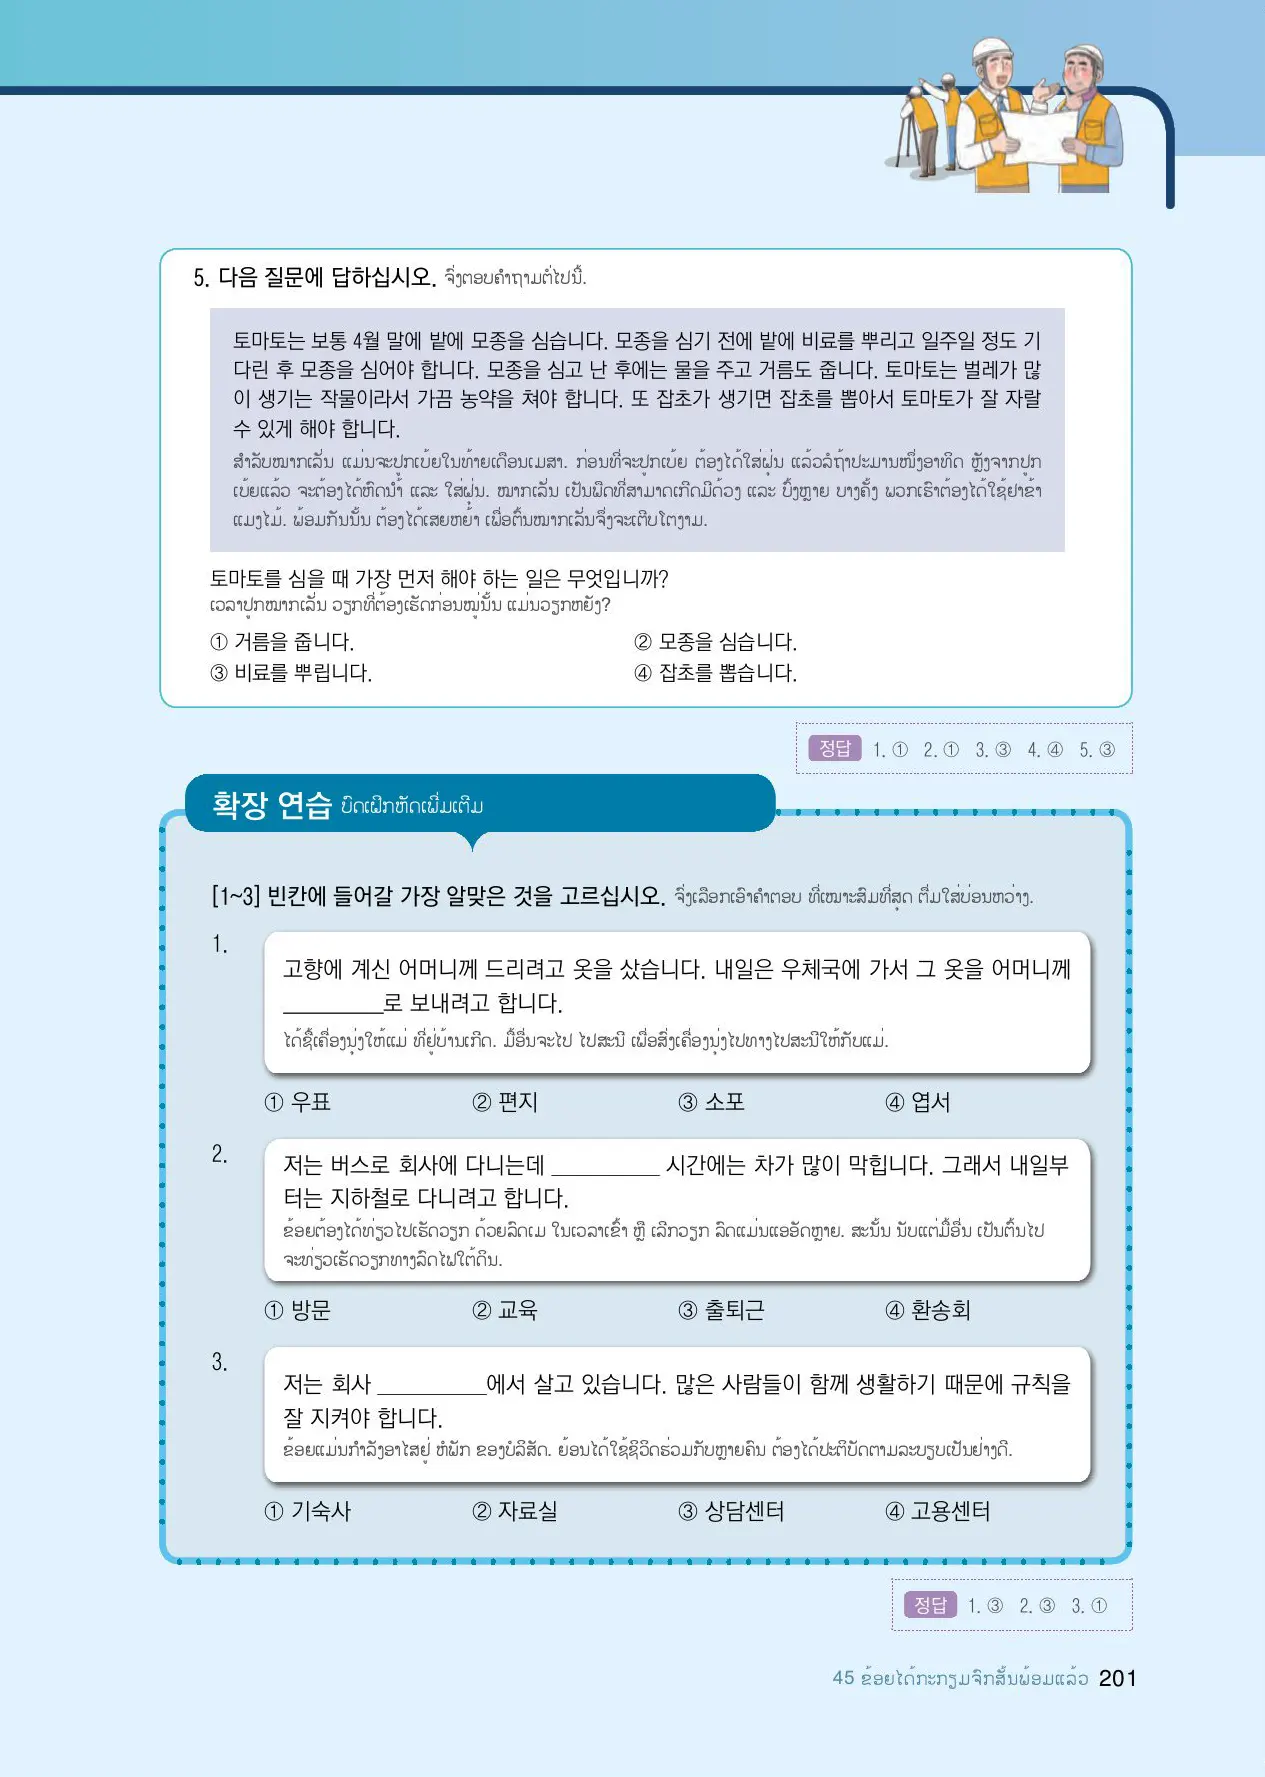 5. 다음 질문에 답하십시오. ຈົ່ງຕອບຄຳຖາມຕໍ່ໄປນີ້.
토마토는 보통 4월 말에 밭에 모종을 심습니다. 모종을 심기 전에 밭에 비료를 뿌리고 일주일 정도 기
다린 후 모종을 심어야 합니다. 모종을 심고 난 후에는 물을 주고 거름도 줍니다. 토마토는 벌레가 많
이 생기는 작물이라서 가끔 농약을 쳐야 합니다. 또 잡초가 생기면 잡초를 뽑아서 토마토가 잘 자랄
수 있게 해야 합니다.
ສຳລັບໝາກເລັ່ນ ແມ່ນຈະປູກເບ້ຍໃນທ້າຍເດືອນເມສາ. ກ່ອນທີ່ຈະປູກເບ້ຍ ຕ້ອງໄດ້ໃສ່ຝຸ່ນ ແລ້ວລໍຖ້າປະມານໜຶ່ງອາທິດ ຫຼັງຈາກປູກ
ເບ້ຍແລ້ວ ຈະຕ້ອງໄດ້ຫົດນ້ຳ ແລະ ໃສ່ຝຸ່ນ. ໝາກເລັ່ນ ເປັນພືດທີ່ສາມາດເກີດມີດ້ວງ ແລະ ບົ້ງຫຼາຍ ບາງຄັ້ງ ພວກເຮົາຕ້ອງໄດ້ໃຊ້ຢາຂ້າ
ແມງໄມ້. ພ້ອມກັນນັ້ນ ຕ້ອງໄດ້ເສຍຫຍ້າ ເພື່ອຕົ້ນໝາກເລັ່ນຈຶ່ງຈະເຕີບໂຕງາມ.
토마토를 심을 때 가장 먼저 해야 하는 일은 무엇입니까?
ເວລາປູກໝາກເລັ່ນ ວຽກທີ່ຕ້ອງເຮັດກ່ອນໝູ່ນັ້ນ ແມ່ນວຽກຫຍັງ?
① 거름을 줍니다. ② 모종을 심습니다.
③ 비료를 뿌립니다. ④ 잡초를 뽑습니다.
정답 1. ① 2. ① 3. ③ 4. ④ 5. ③
확장 연습 ບົດເຝິກຫັດເພີ່ມເຕີມ
[1~3] 빈칸에 들어갈 가장 알맞은 것을 고르십시오. ຈົ່ງເລືອກເອົາຄຳຕອບ ທີ່ເໝາະສົມທີ່ສຸດ ຕື່ມໃສ່ບ່ອນຫວ່າງ.
1.
고향에 계신 어머니께 드리려고 옷을 샀습니다. 내일은 우체국에 가서 그 옷을 어머니께
_________로 보내려고 합니다.
ໄດ້ຊື້ເຄື່ອງນຸ່ງໃຫ້ແມ່ ທີ່ຢູ່ບ້ານເກີດ. ມື້ອື່ນຈະໄປ ໄປສະນີ ເພື່ອສົ່ງເຄື່ອງນຸ່ງໄປທາງໄປສະນີໃຫ້ກັບແມ່.
① 우표 ② 편지 ③ 소포 ④ 엽서
2.
저는 버스로 회사에 다니는데 _________ 시간에는 차가 많이 막힙니다. 그래서 내일부
터는 지하철로 다니려고 합니다.
ຂ້ອຍຕ້ອງໄດ້ທ່ຽວໄປເຮັດວຽກ ດ້ວຍລົດເມ ໃນເວລາເຂົ້າ ຫຼື ເລີກວຽກ ລົດແມ່ນແອອັດຫຼາຍ. ສະນັ້ນ ນັບແຕ່ມື້ອື່ນ ເປັນຕົ້ນໄປ
ຈະທ່ຽວເຮັດວຽກທາງລົດໄຟໃຕ້ດິນ.
① 방문 ② 교육 ③ 출퇴근 ④ 환송회
3.
저는 회사 _________에서 살고 있습니다. 많은 사람들이 함께 생활하기 때문에 규칙을
잘 지켜야 합니다.
ຂ້ອຍແມ່ນກຳລັງອາໄສຢູ່ ຫໍພັກ ຂອງບໍລິສັດ. ຍ້ອນໄດ້ໃຊ້ຊີວິດຮ່ວມກັບຫຼາຍຄົນ ຕ້ອງໄດ້ປະຕິບັດຕາມລະບຽບເປັນຢ່າງດີ.
① 기숙사 ② 자료실 ③ 상담센터 ④ 고용센터
정답 1. ③ 2. ③ 3. ①
45 ຂ້ອຍໄດ້ກະກຽມຈົກສັ້ນພ້ອມແລ້ວ 201